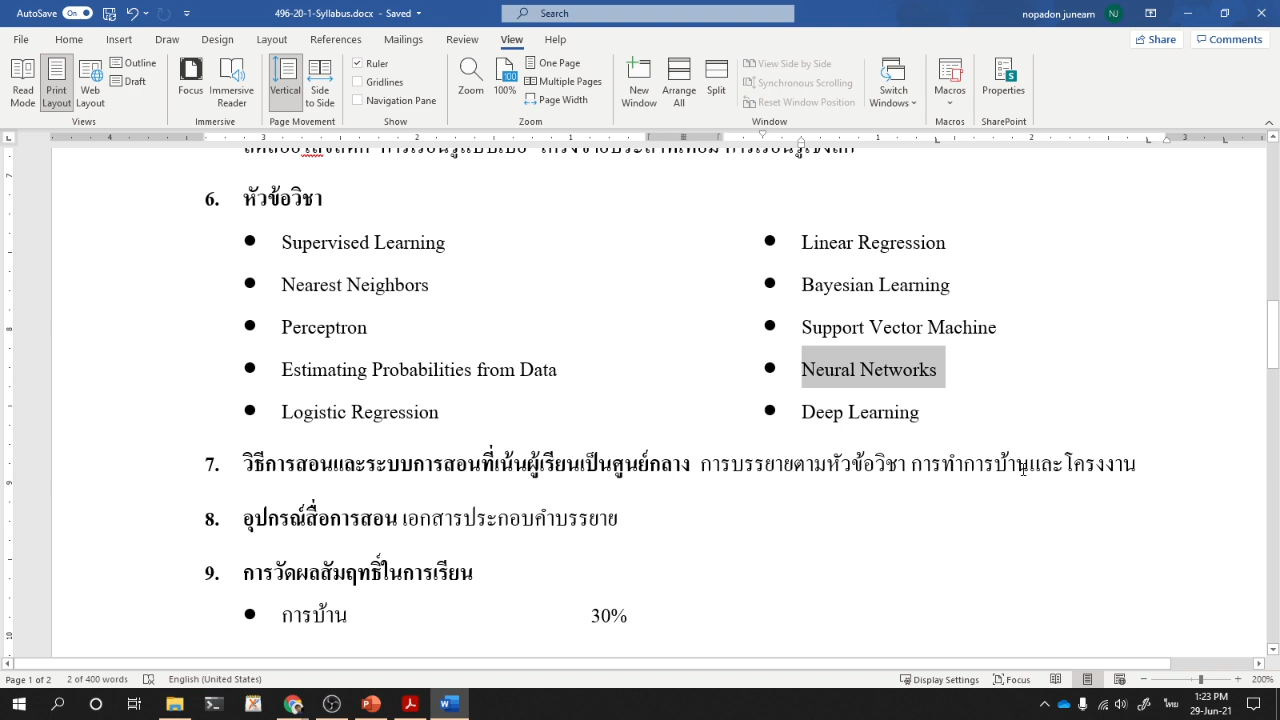 AutoSave On 496-20-1-Syllabus.docx Search nopadon juneam NJ
File Home Insert Draw Design Layout References Mailings Review View Help Share Comments
Read Mode Print Layout Web Layout Outline Draft Focus Immersive Reader Vertical Side to Side Ruler Gridlines Navigation Pane Zoom 100% One Page Multiple Pages Page Width New Window Arrange All Split View Side by Side Synchronous Scrolling Reset Window Position Switch Windows Macros Properties
Views Immersive Page Movement Show Zoom Window Macros SharePoint
6. หัวข้อวิชา
Supervised Learning Linear Regression
Nearest Neighbors Bayesian Learning
Perceptron Support Vector Machine
Estimating Probabilities from Data Neural Networks
Logistic Regression Deep Learning
7. วิธีการสอนและระบบการสอนที่เน้นผู้เรียนเป็นศูนย์กลาง การบรรยายตามหัวข้อวิชา การทำการบ้านและโครงงาน
8. อุปกรณ์สื่อการสอน เอกสารประกอบคำบรรยาย
9. การวัดผลสัมฤทธิ์ในการเรียน
การบ้าน 30%
Page 1 of 2 2 of 400 words English (United States) Display Settings Focus 200%
ไทย 1:23 PM
29-Jun-21